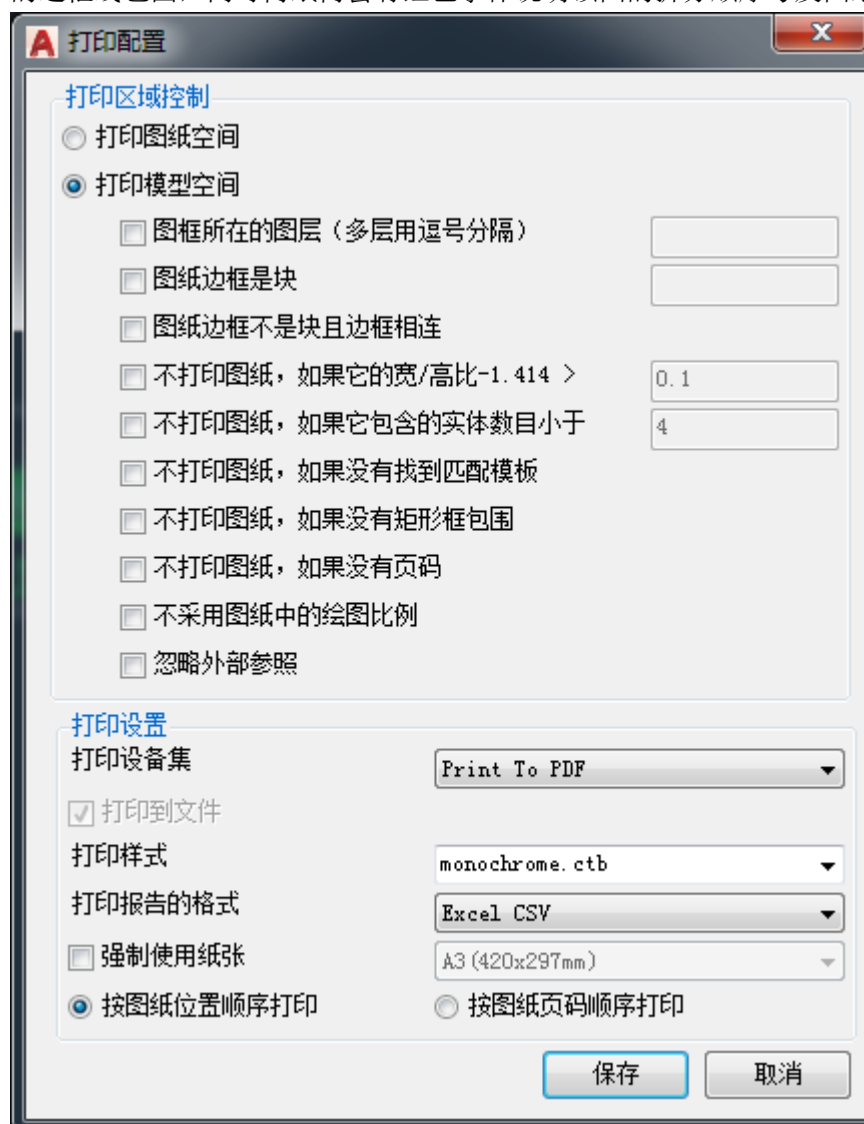 打印配置
打印区域控制
打印图纸空间
打印模型空间
图框所在的图层（多层用逗号分隔）
图纸边框是块
图纸边框不是块且边框相连
不打印图纸，如果它的宽/高比-1.414 > 0.1
不打印图纸，如果它包含的实体数目小于 4
不打印图纸，如果没有找到匹配模板
不打印图纸，如果没有矩形框包围
不打印图纸，如果没有页码
不采用图纸中的绘图比例
忽略外部参照
打印设置
打印设备集 Print To PDF
打印到文件
打印样式 monochrome.ctb
打印报告的格式 Excel CSV
强制使用纸张 A3(420x297mm)
按图纸位置顺序打印 按图纸页码顺序打印
保存 取消